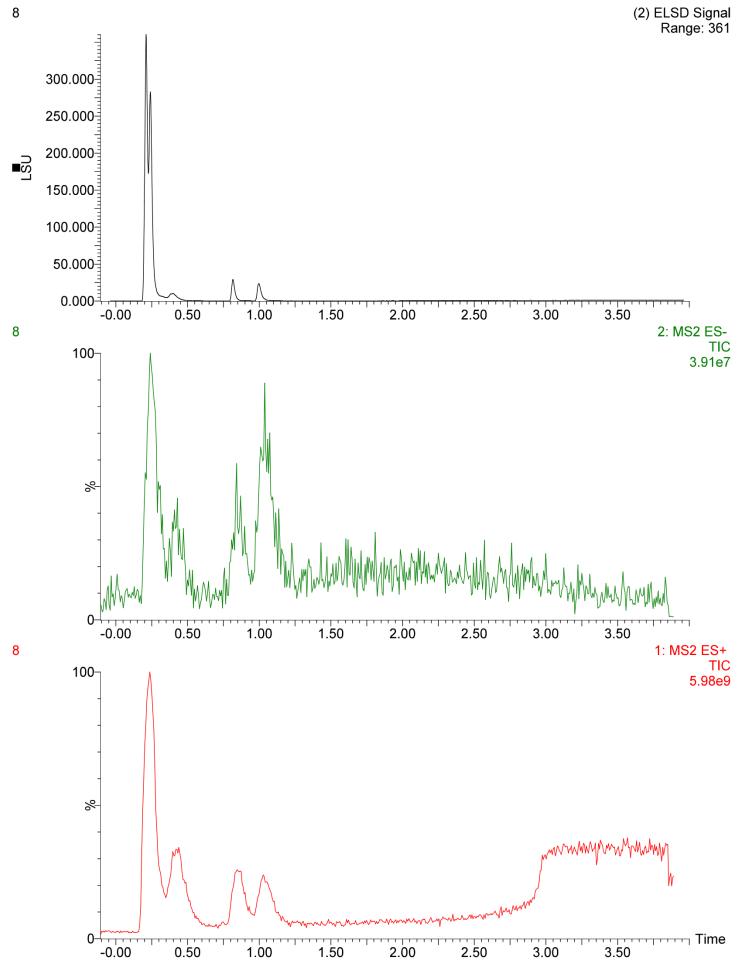 8
(2) ELSD Signal
Range: 361
300.000
250.000
200.000
150.000
100.000
50.000
0.000
LSU
-0.00 0.50 1.00 1.50 2.00 2.50 3.00 3.50
8
2: MS2 ES-
TIC
3.91e7
100
%
0
-0.00 0.50 1.00 1.50 2.00 2.50 3.00 3.50
8
1: MS2 ES+
TIC
5.98e9
100
%
0
-0.00 0.50 1.00 1.50 2.00 2.50 3.00 3.50
Time